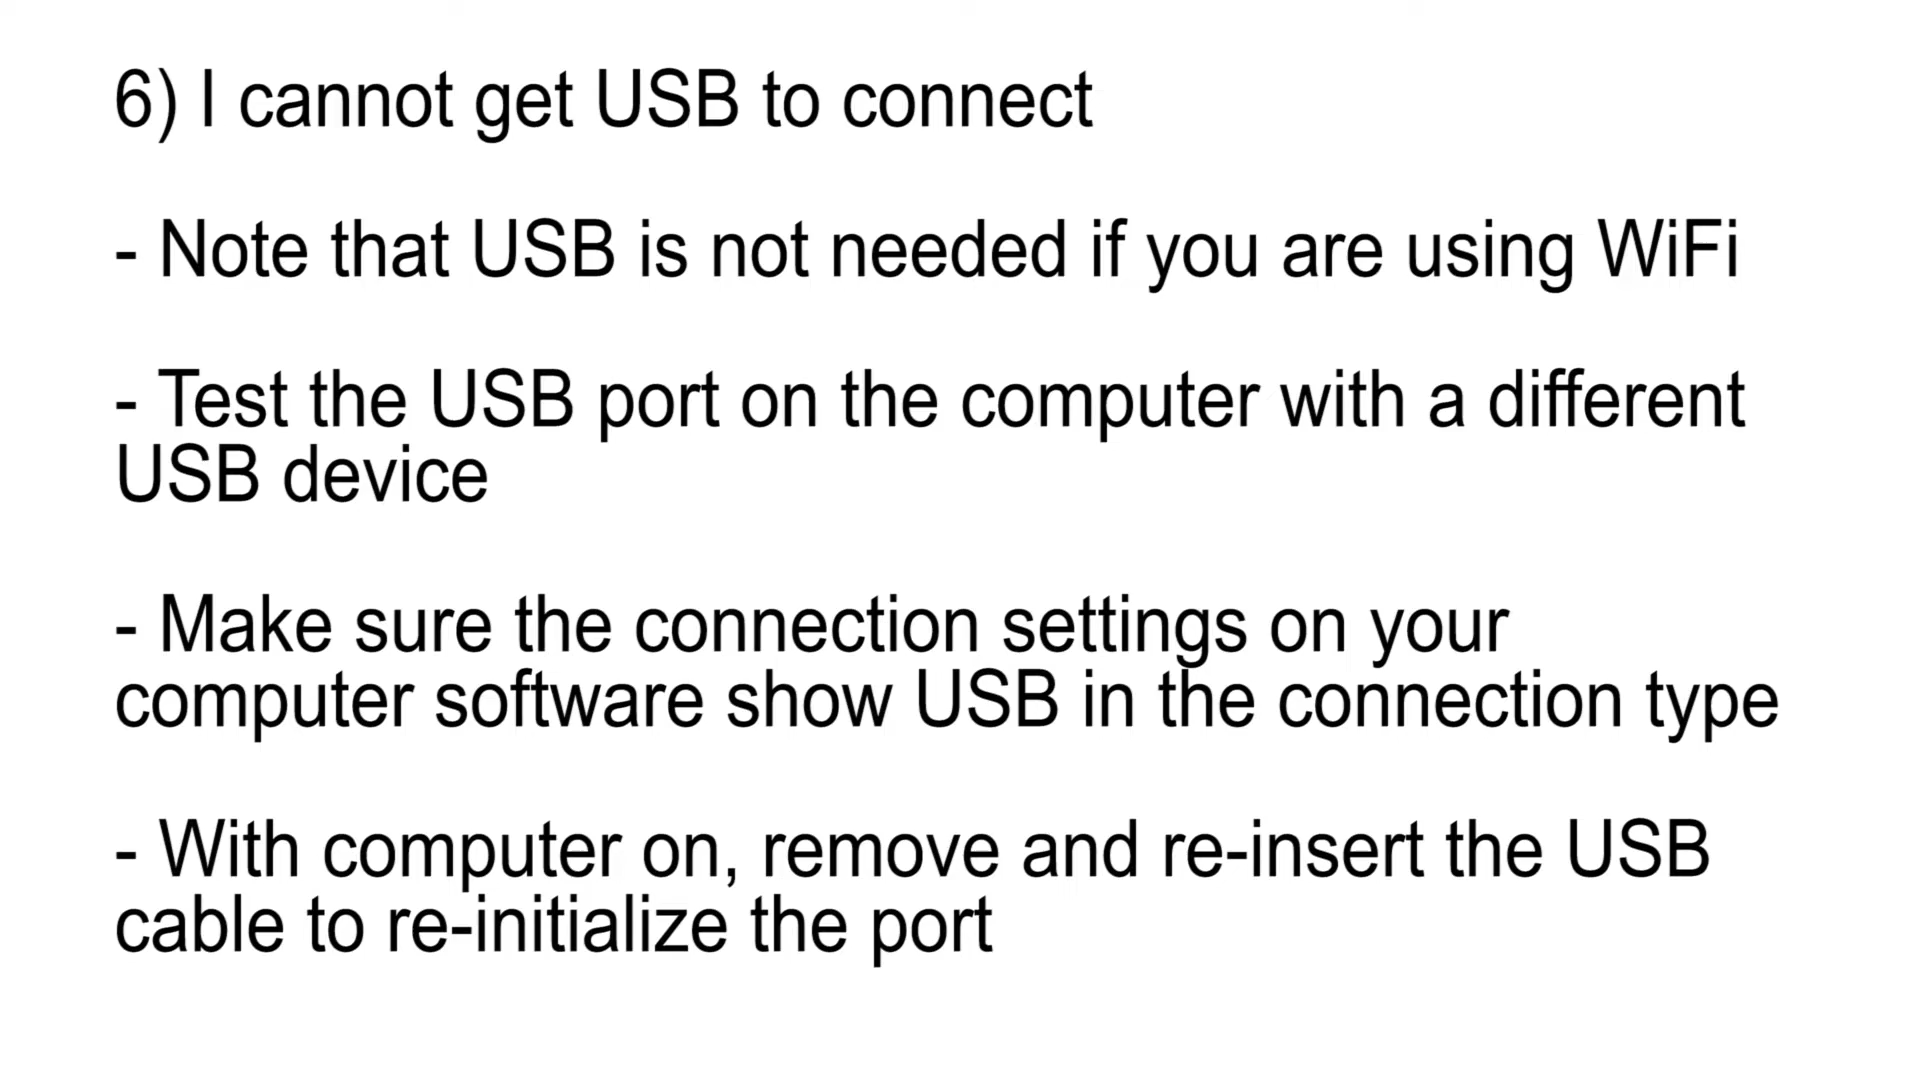 6) I cannot get USB to connect
- Note that USB is not needed if you are using WiFi
- Test the USB port on the computer with a different
USB device
- Make sure the connection settings on your
computer software show USB in the connection type
- With computer on, remove and re-insert the USB
cable to re-initialize the port